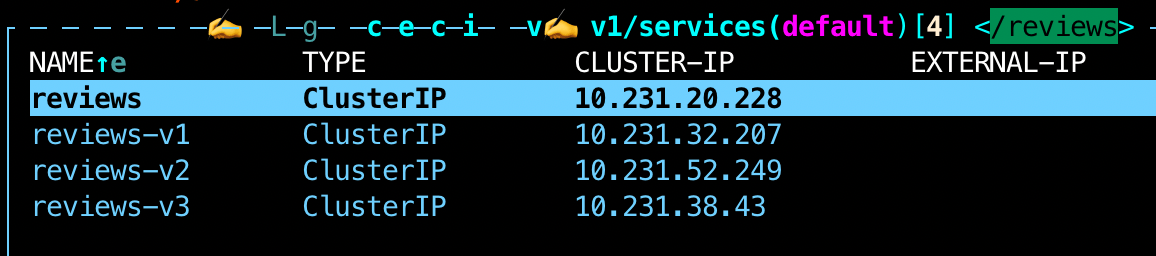 ✍️ L g c e c i v✍️ v1/services(default)[4] </reviews>
NAME↑e TYPE CLUSTER-IP EXTERNAL-IP
reviews ClusterIP 10.231.20.228
reviews-v1 ClusterIP 10.231.32.207
reviews-v2 ClusterIP 10.231.52.249
reviews-v3 ClusterIP 10.231.38.43